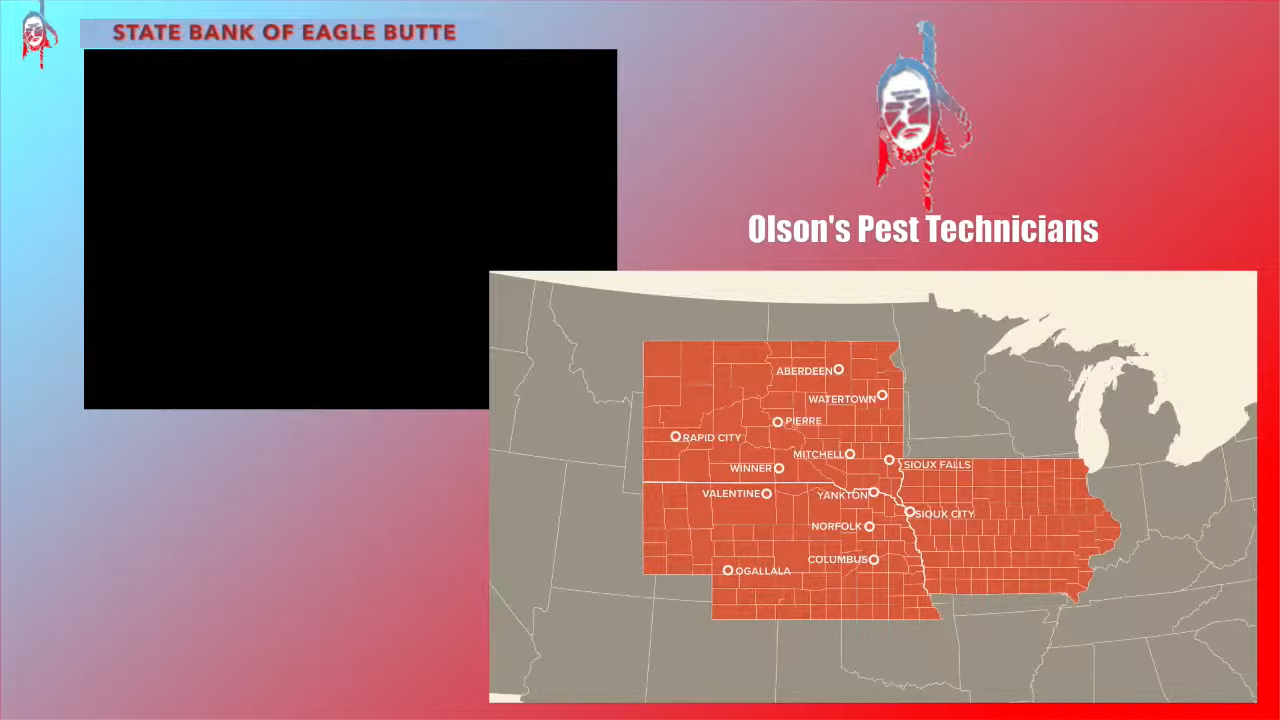 STATE BANK OF EAGLE BUTTE
Olson's Pest Technicians
ABERDEEN
WATERTOWN
PIERRE
RAPID CITY
MITCHELL
SIOUX FALLS
WINNER
VALENTINE
YANKTON
SIOUX CITY
NORFOLK
COLUMBUS
OGALLALA